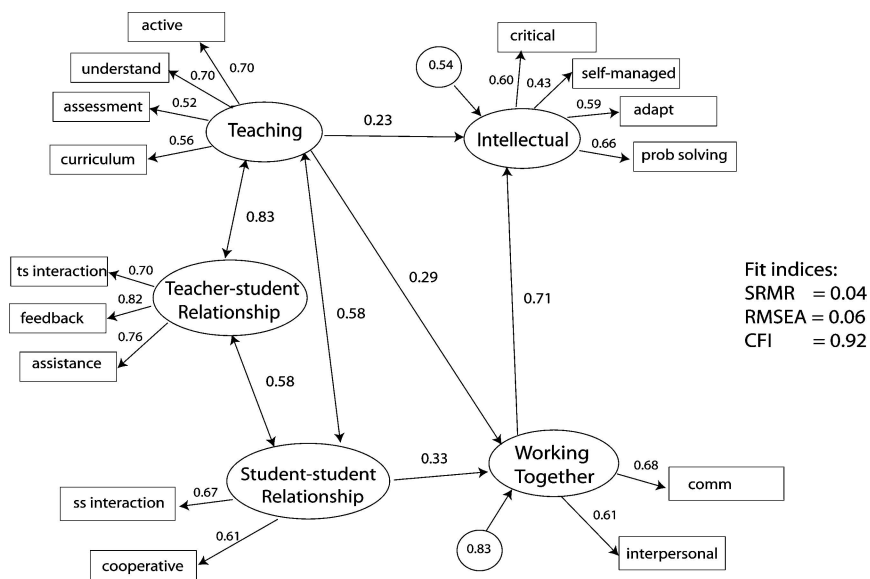 active
critical
0.54
understand
0.70
0.70
0.60
0.43
self-managed
assessment
0.52
Teaching
0.23
Intellectual
0.59
adapt
curriculum
0.56
0.66
prob solving
0.83
ts interaction
0.70
Teacher-student
Relationship
0.29
Fit indices:
SRMR = 0.04
RMSEA = 0.06
CFI = 0.92
feedback
0.82
0.58
0.71
assistance
0.76
0.58
Student-student
Relationship
0.33
Working
Together
0.68
comm
ss interaction
0.67
cooperative
0.61
0.83
0.61
interpersonal